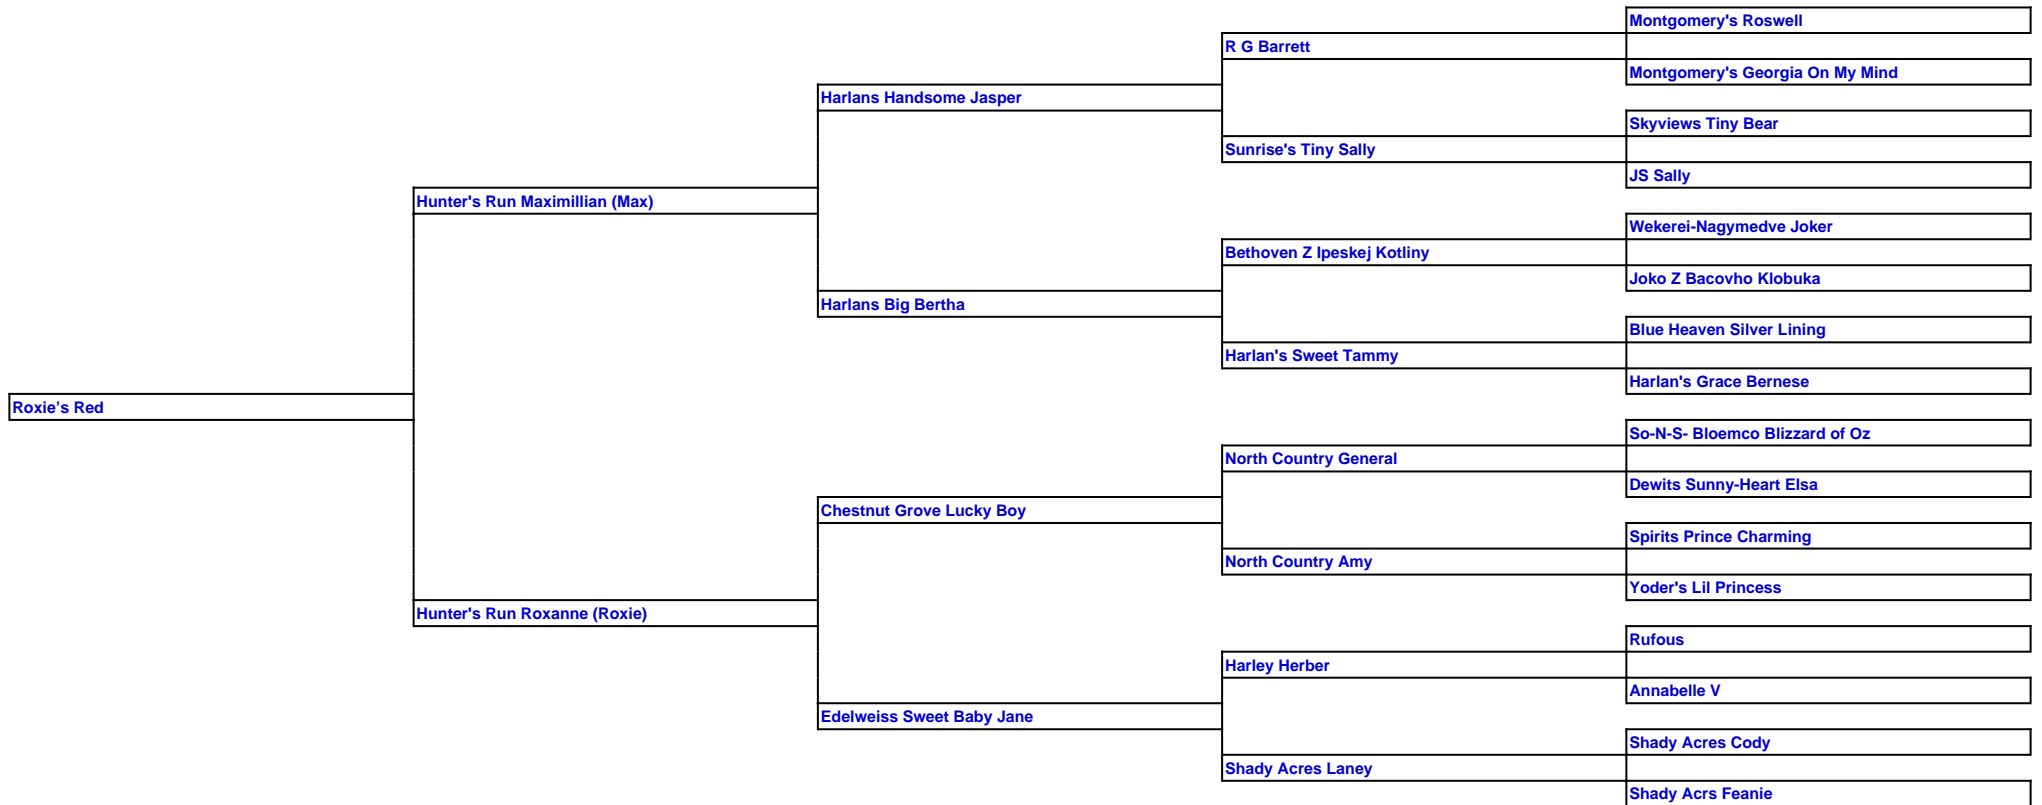 Montgomery's Roswell
R G Barrett
Montgomery's Georgia On My Mind
Harlans Handsome Jasper
Skyviews Tiny Bear
Sunrise's Tiny Sally
JS Sally
Hunter's Run Maximillian (Max)
Wekerei-Nagymedve Joker
Bethoven Z Ipeskej Kotliny
Joko Z Bacovho Klobuka
Harlans Big Bertha
Blue Heaven Silver Lining
Harlan's Sweet Tammy
Harlan's Grace Bernese
Roxie’s Red
So-N-S- Bloemco Blizzard of Oz
North Country General
Dewits Sunny-Heart Elsa
Chestnut Grove Lucky Boy
Spirits Prince Charming
North Country Amy
Yoder's Lil Princess
Hunter's Run Roxanne (Roxie)
Rufous
Harley Herber
Annabelle V
Edelweiss Sweet Baby Jane
Shady Acres Cody
Shady Acres Laney
Shady Acrs Feanie